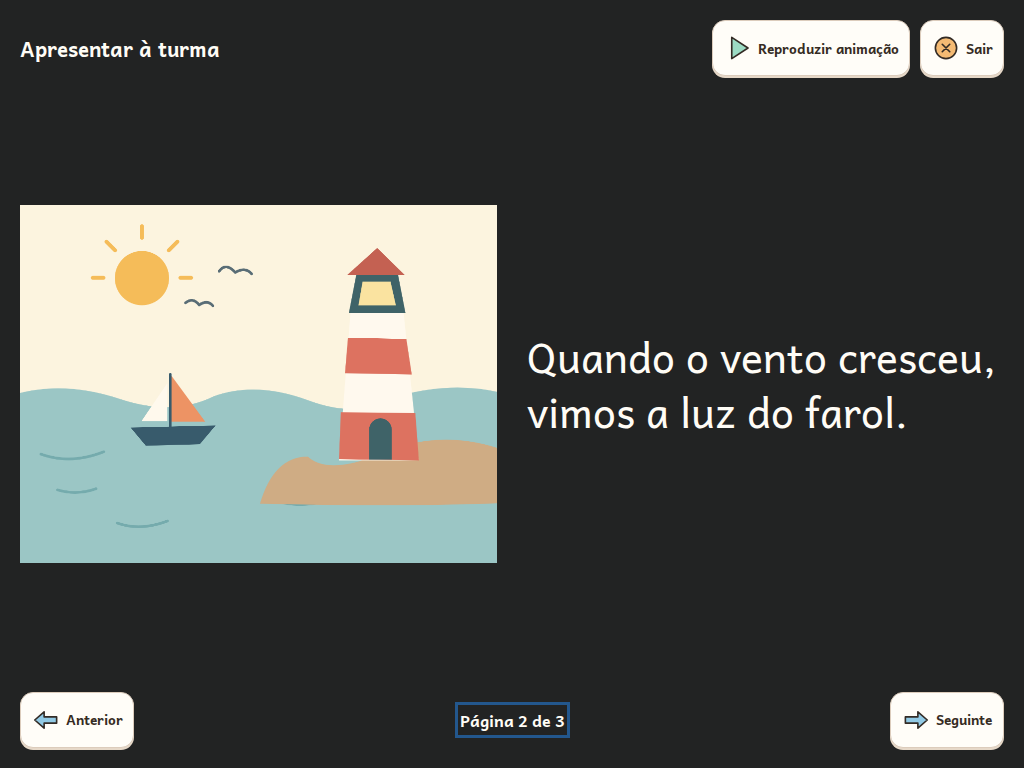 Apresentar à turma
Reproduzir animação
Sair
Quando o vento cresceu,
vimos a luz do farol.
Anterior
Página 2 de 3
Seguinte